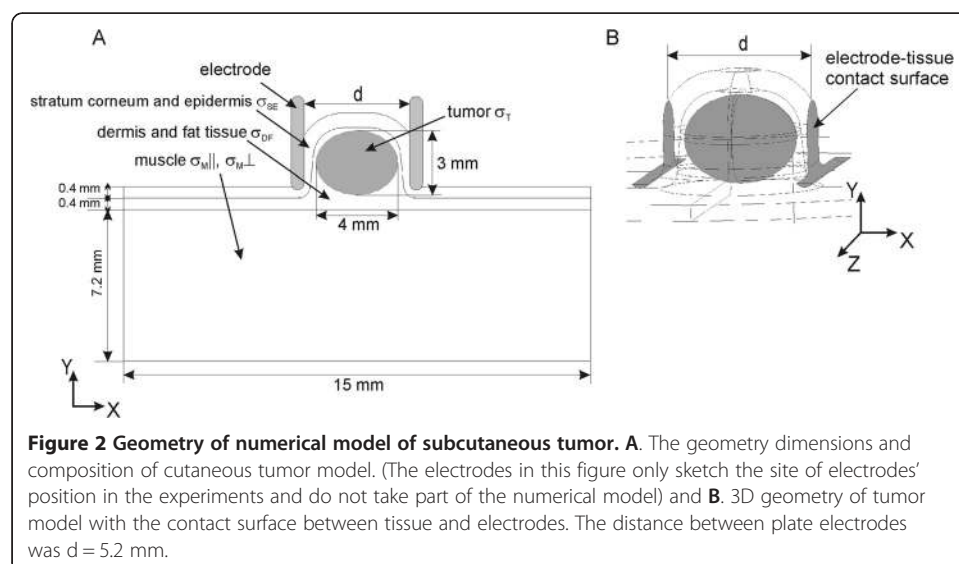 A
B
electrode
d
d
electrode-tissue
contact surface
stratum corneum and epidermis σSE
tumor σT
dermis and fat tissue σDF
muscle σM||, σM⊥
3 mm
0.4 mm
0.4 mm
4 mm
7.2 mm
Y
X
Z
Y
X
15 mm
Figure 2 Geometry of numerical model of subcutaneous tumor. A. The geometry dimensions and
composition of cutaneous tumor model. (The electrodes in this figure only sketch the site of electrodes’
position in the experiments and do not take part of the numerical model) and B. 3D geometry of tumor
model with the contact surface between tissue and electrodes. The distance between plate electrodes
was d = 5.2 mm.